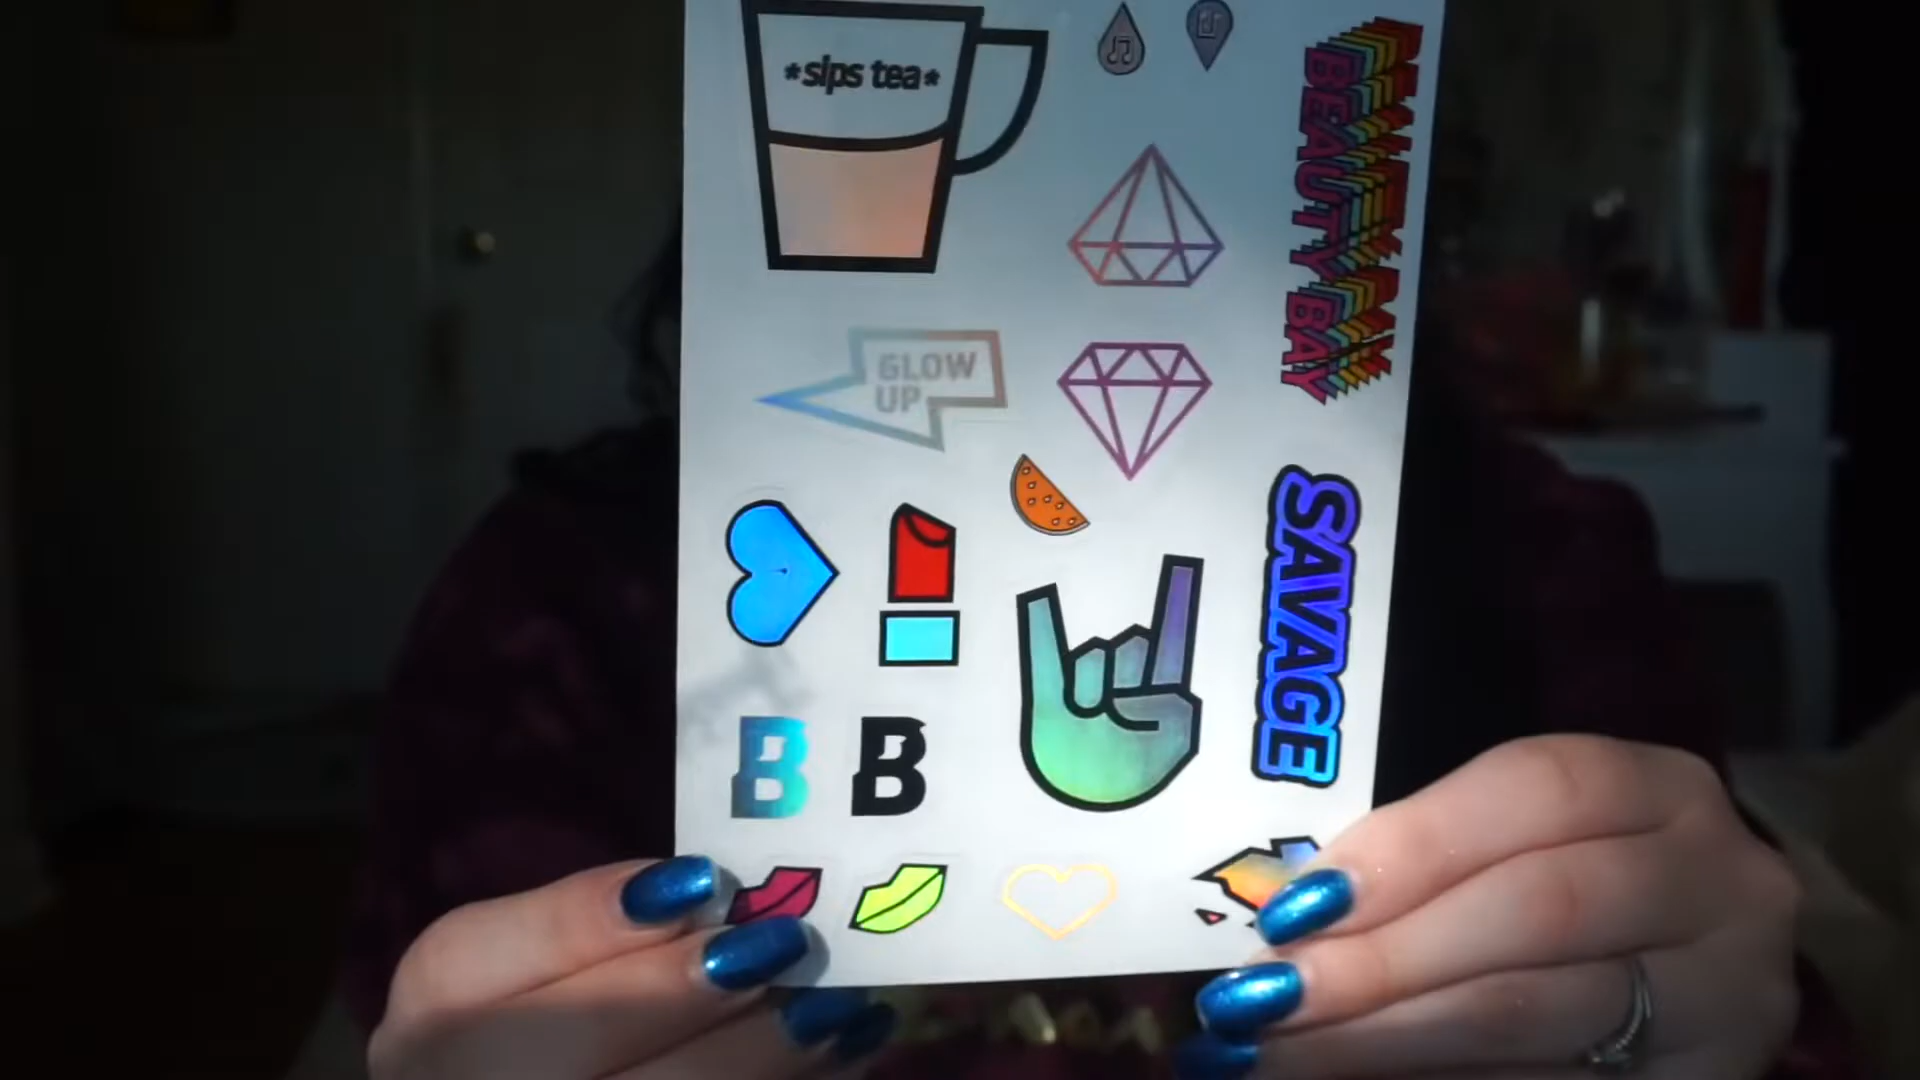 *sips tea*
BEAUTY BAY
GLOW
UP
SAVAGE
B
B